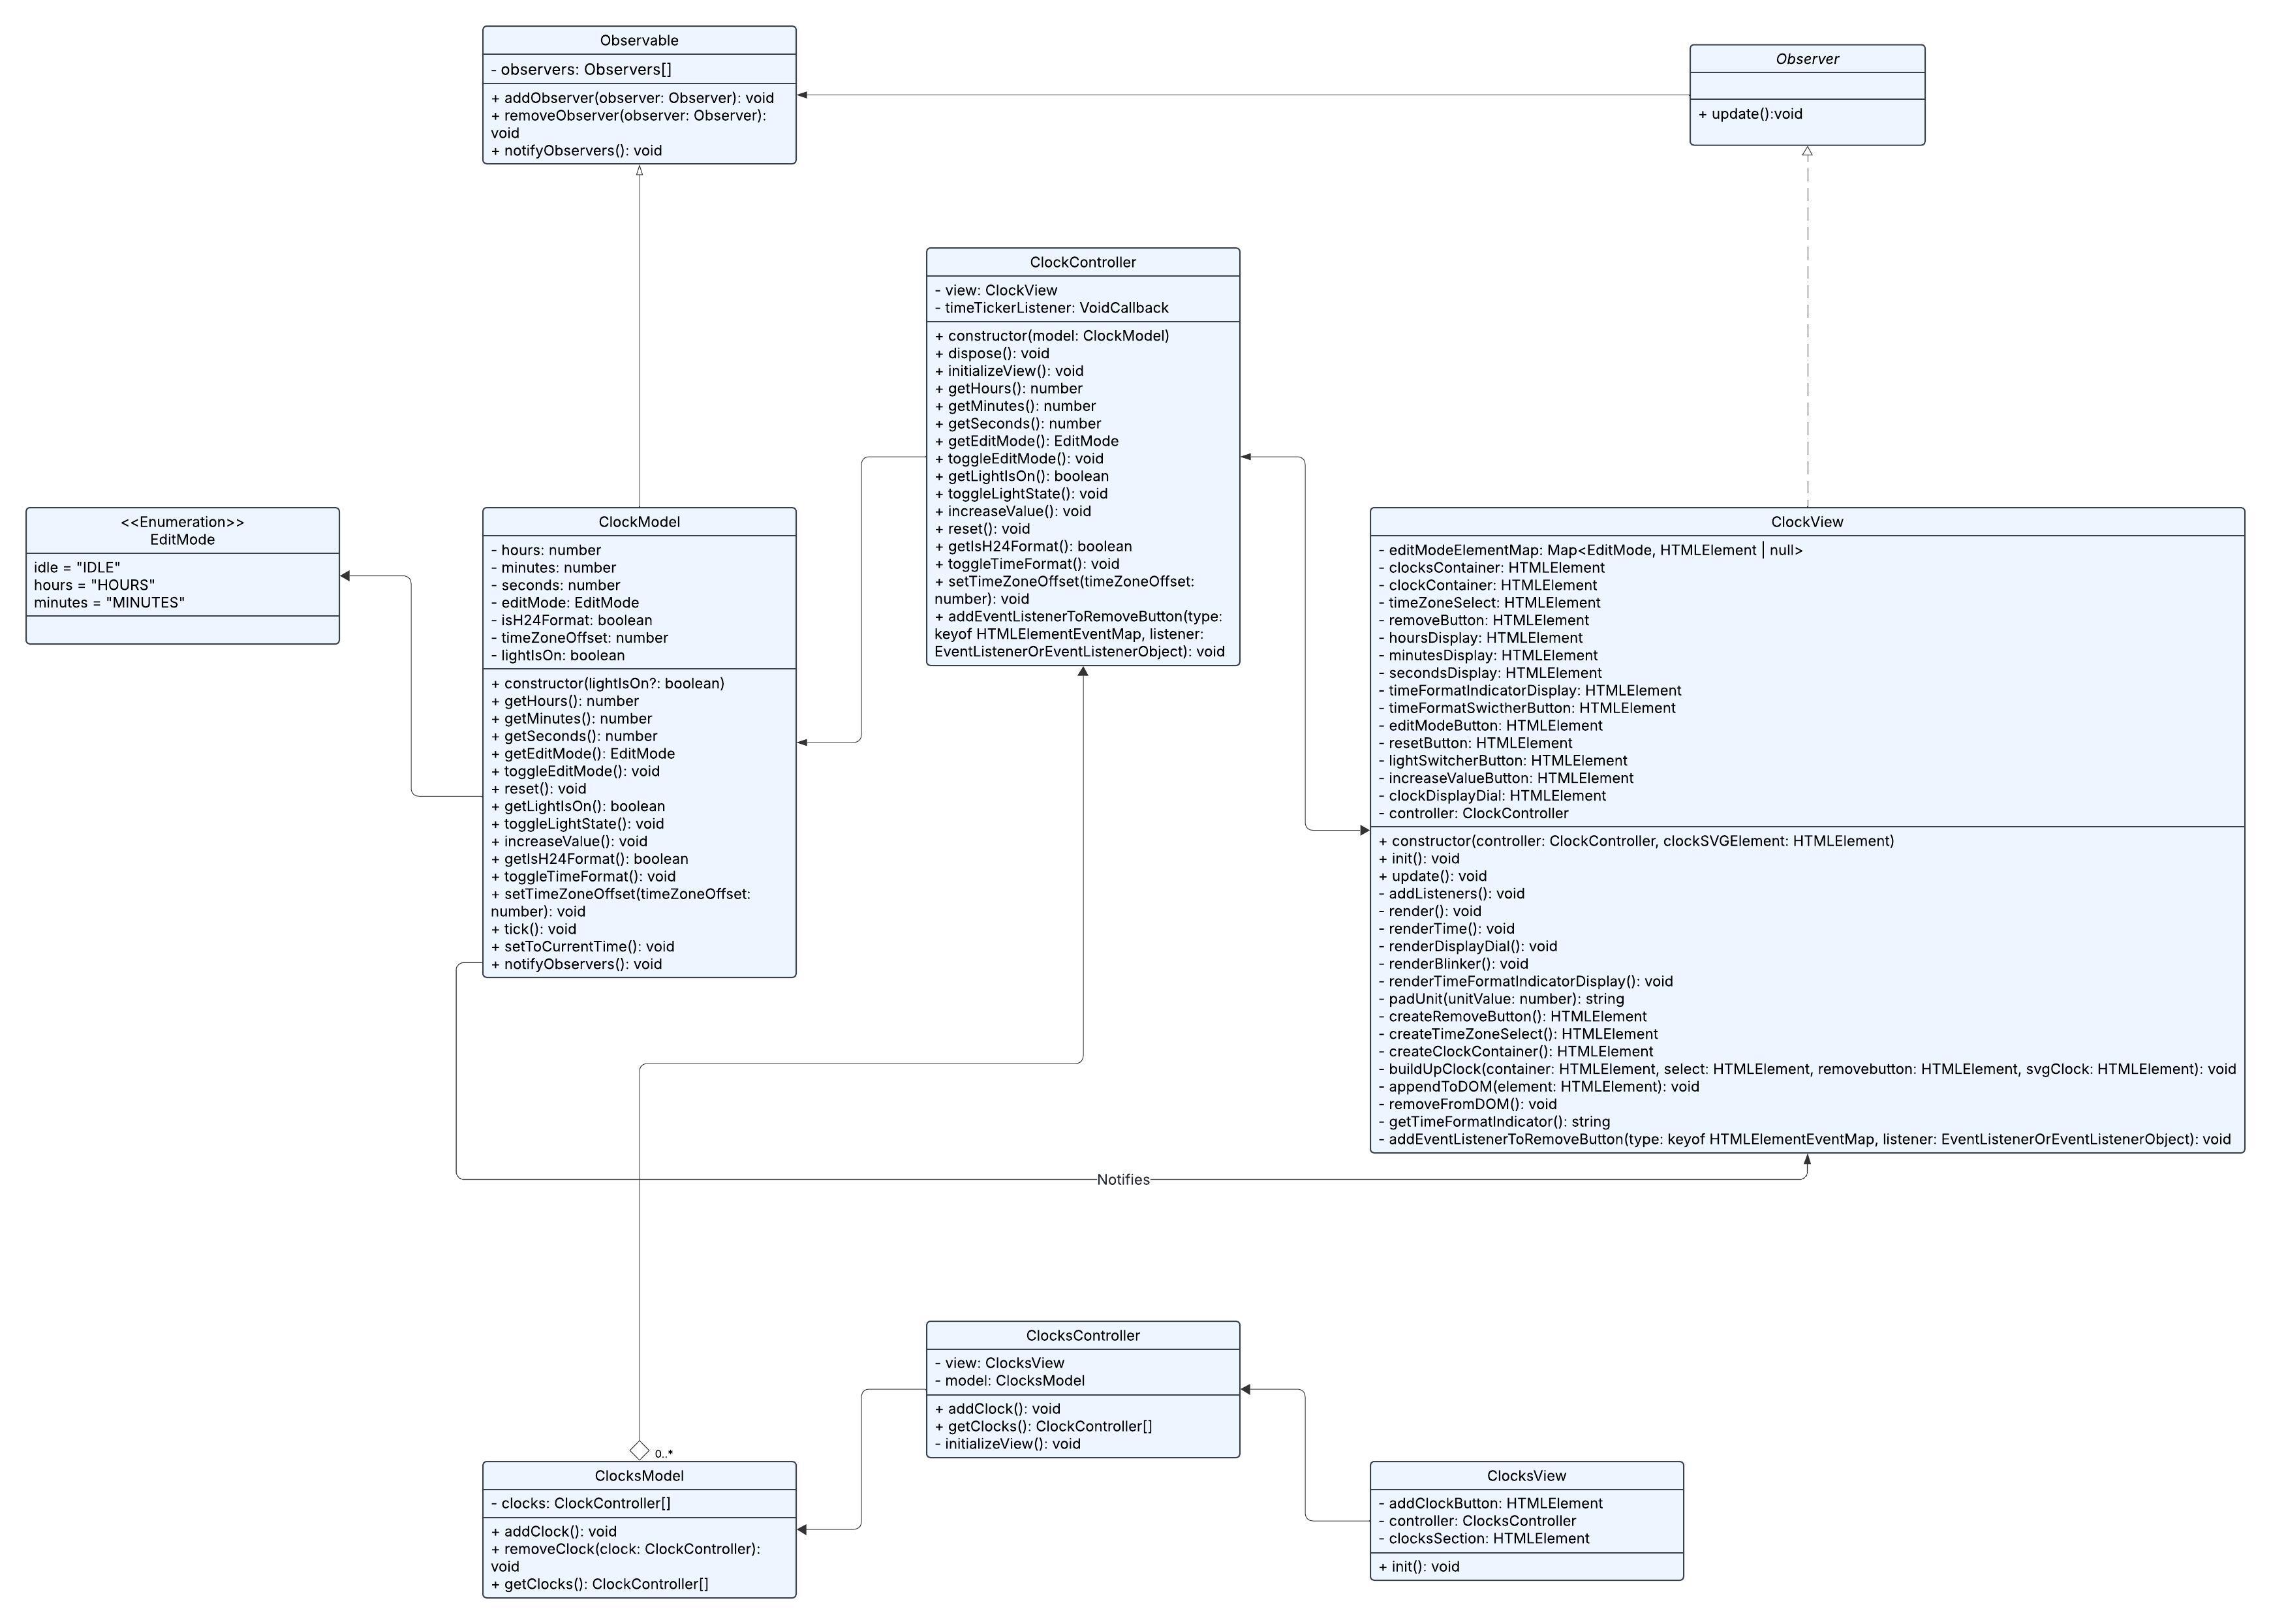 Observable
- observers: Observers[]
+ addObserver(observer: Observer): void
+ removeObserver(observer: Observer):
void
+ notifyObservers(): void
Observer
+ update():void
ClockController
- view: ClockView
- timeTickerListener: VoidCallback
+ constructor(model: ClockModel)
+ dispose(): void
+ initializeView(): void
+ getHours(): number
+ getMinutes(): number
+ getSeconds(): number
+ getEditMode(): EditMode
+ toggleEditMode(): void
+ getLightIsOn(): boolean
+ toggleLightState(): void
+ increaseValue(): void
+ reset(): void
+ getIsH24Format(): boolean
+ toggleTimeFormat(): void
+ setTimeZoneOffset(timeZoneOffset:
number): void
+ addEventListenerToRemoveButton(type:
keyof HTMLElementEventMap, listener:
EventListenerOrEventListenerObject): void
<<Enumeration>>
EditMode
idle = "IDLE"
hours = "HOURS"
minutes = "MINUTES"
ClockModel
- hours: number
- minutes: number
- seconds: number
- editMode: EditMode
- isH24Format: boolean
- timeZoneOffset: number
- lightIsOn: boolean
+ constructor(lightIsOn?: boolean)
+ getHours(): number
+ getMinutes(): number
+ getSeconds(): number
+ getEditMode(): EditMode
+ toggleEditMode(): void
+ reset(): void
+ getLightIsOn(): boolean
+ toggleLightState(): void
+ increaseValue(): void
+ getIsH24Format(): boolean
+ toggleTimeFormat(): void
+ setTimeZoneOffset(timeZoneOffset:
number): void
+ tick(): void
+ setToCurrentTime(): void
+ notifyObservers(): void
ClockView
- editModeElementMap: Map<EditMode, HTMLElement | null>
- clocksContainer: HTMLElement
- clockContainer: HTMLElement
- timeZoneSelect: HTMLElement
- removeButton: HTMLElement
- hoursDisplay: HTMLElement
- minutesDisplay: HTMLElement
- secondsDisplay: HTMLElement
- timeFormatIndicatorDisplay: HTMLElement
- timeFormatSwictherButton: HTMLElement
- editModeButton: HTMLElement
- resetButton: HTMLElement
- lightSwitcherButton: HTMLElement
- increaseValueButton: HTMLElement
- clockDisplayDial: HTMLElement
- controller: ClockController
+ constructor(controller: ClockController, clockSVGElement: HTMLElement)
+ init(): void
+ update(): void
- addListeners(): void
- render(): void
- renderTime(): void
- renderDisplayDial(): void
- renderBlinker(): void
- renderTimeFormatIndicatorDisplay(): void
- padUnit(unitValue: number): string
- createRemoveButton(): HTMLElement
- createTimeZoneSelect(): HTMLElement
- createClockContainer(): HTMLElement
- buildUpClock(container: HTMLElement, select: HTMLElement, removebutton: HTMLElement, svgClock: HTMLElement): void
- appendToDOM(element: HTMLElement): void
- removeFromDOM(): void
- getTimeFormatIndicator(): string
- addEventListenerToRemoveButton(type: keyof HTMLElementEventMap, listener: EventListenerOrEventListenerObject): void
Notifies
ClocksController
- view: ClocksView
- model: ClocksModel
+ addClock(): void
+ getClocks(): ClockController[]
- initializeView(): void
0..*
ClocksModel
- clocks: ClockController[]
+ addClock(): void
+ removeClock(clock: ClockController):
void
+ getClocks(): ClockController[]
ClocksView
- addClockButton: HTMLElement
- controller: ClocksController
- clocksSection: HTMLElement
+ init(): void